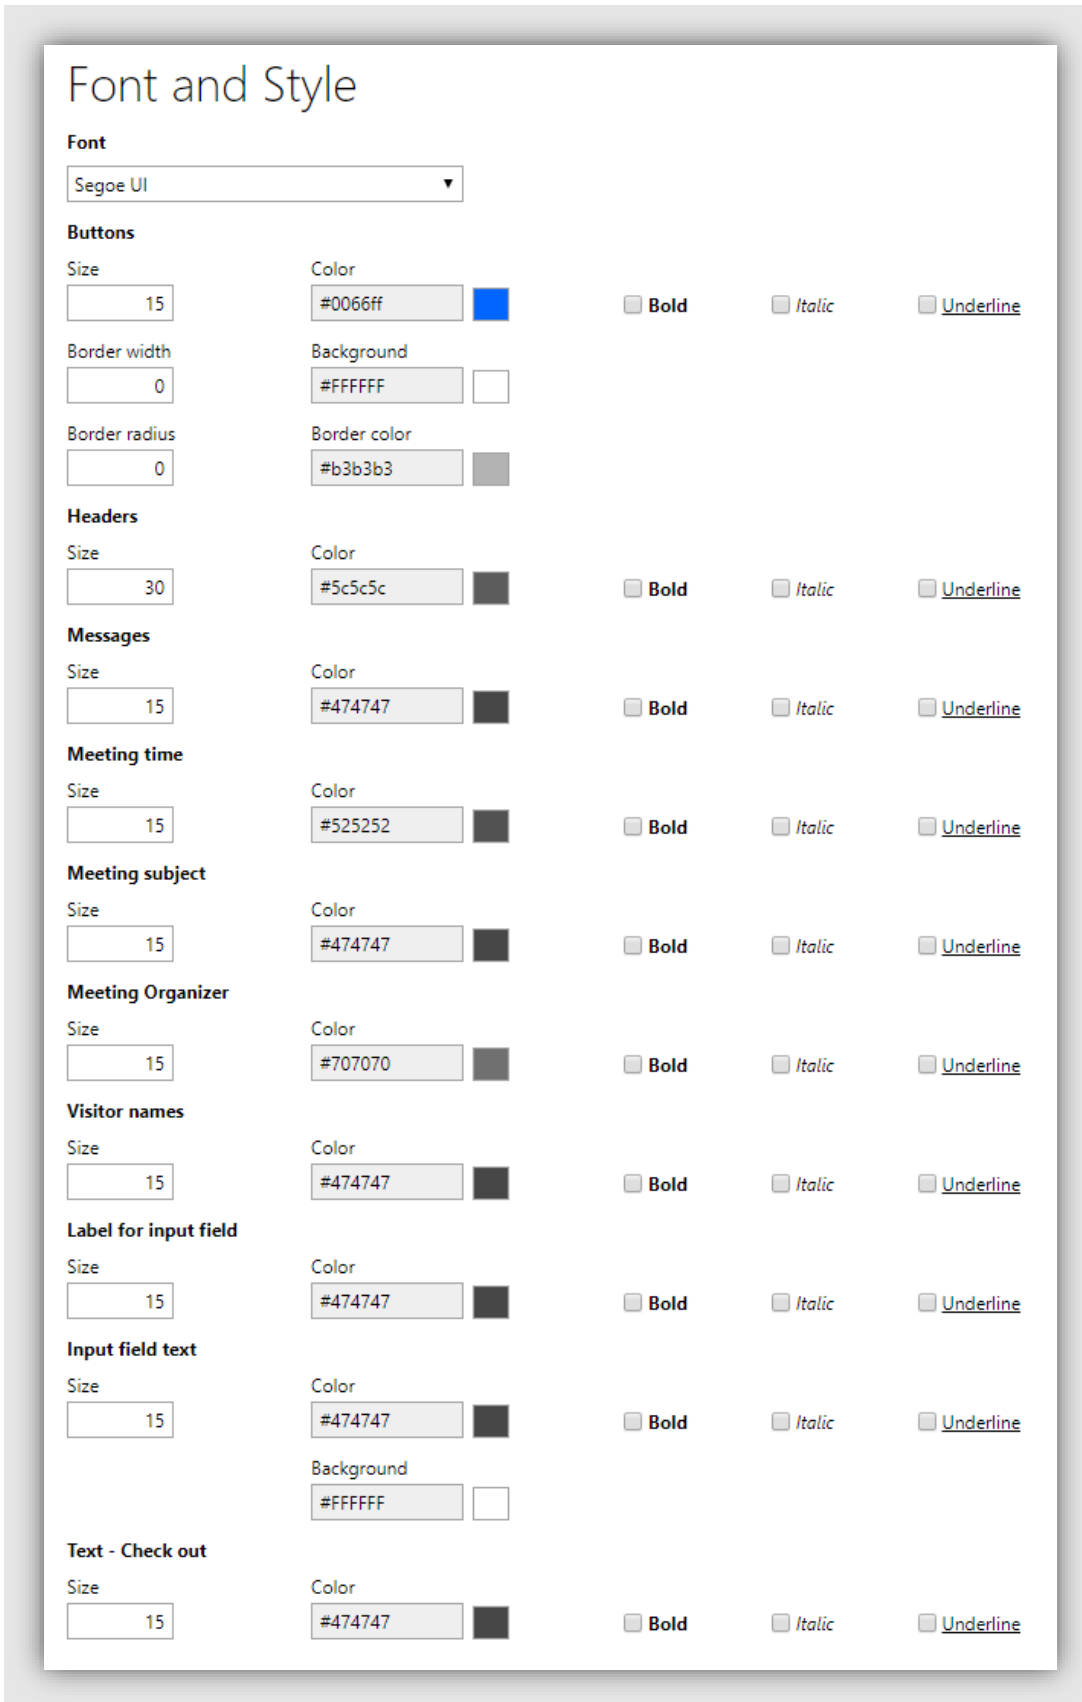 Font and Style
Font
Segoe UI
Buttons
Size Color
15 #0066ff Bold Italic Underline
Border width Background
0 #FFFFFF
Border radius Border color
0 #b3b3b3
Headers
Size Color
30 #5c5c5c Bold Italic Underline
Messages
Size Color
15 #474747 Bold Italic Underline
Meeting time
Size Color
15 #525252 Bold Italic Underline
Meeting subject
Size Color
15 #474747 Bold Italic Underline
Meeting Organizer
Size Color
15 #707070 Bold Italic Underline
Visitor names
Size Color
15 #474747 Bold Italic Underline
Label for input field
Size Color
15 #474747 Bold Italic Underline
Input field text
Size Color
15 #474747 Bold Italic Underline
Background
#FFFFFF
Text - Check out
Size Color
15 #474747 Bold Italic Underline